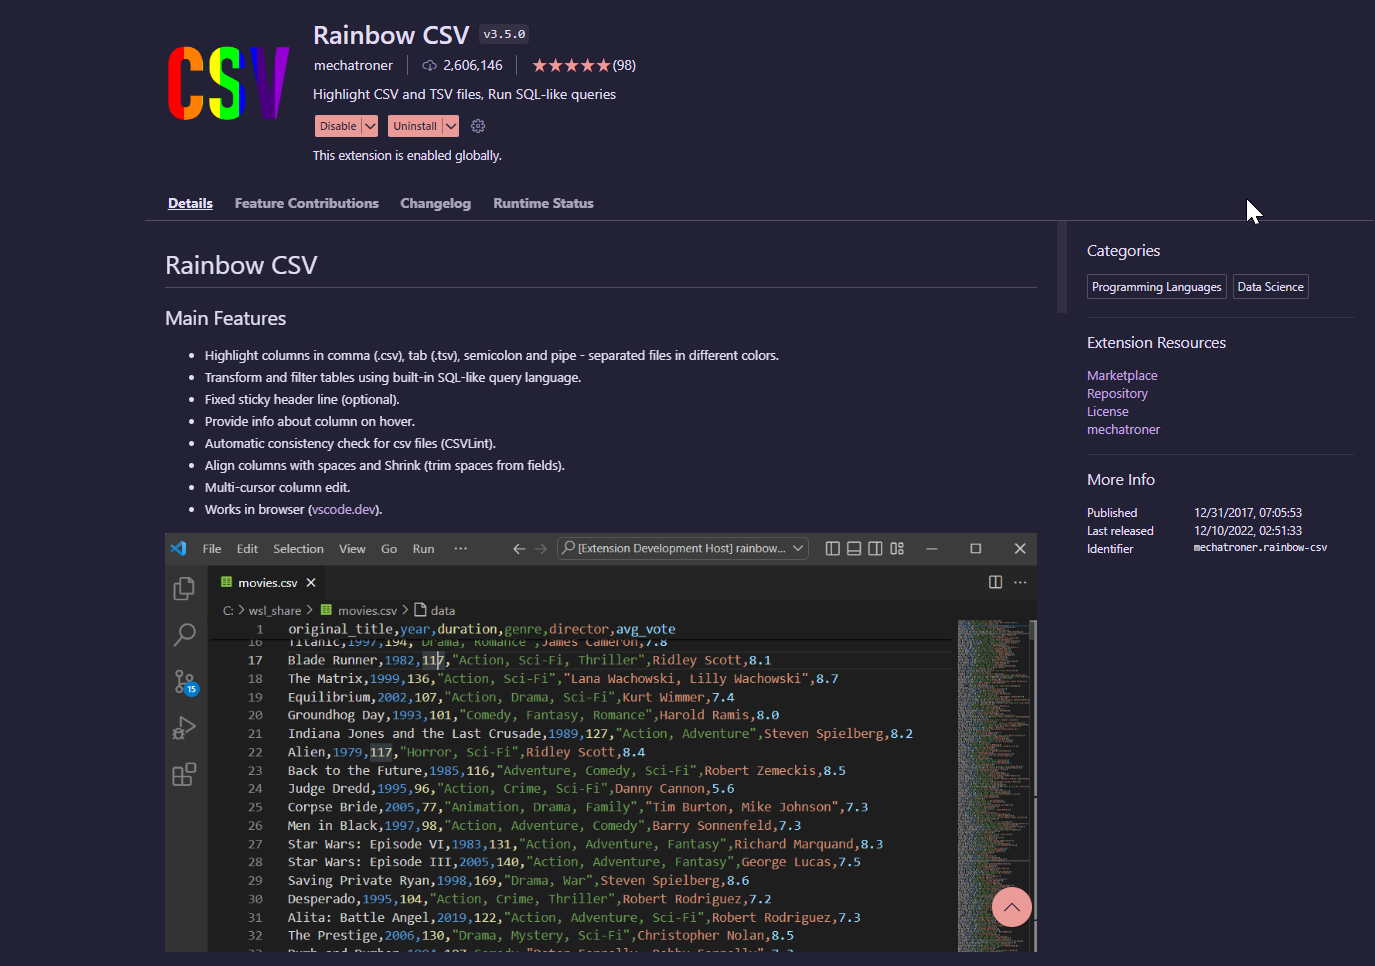 CSV
Rainbow CSV v3.5.0
mechatroner 2,606,146 ★★★★★(98)
Highlight CSV and TSV files, Run SQL-like queries
Disable Uninstall
This extension is enabled globally.
Details Feature Contributions Changelog Runtime Status
Rainbow CSV
Main Features
• Highlight columns in comma (.csv), tab (.tsv), semicolon and pipe - separated files in different colors.
• Transform and filter tables using built-in SQL-like query language.
• Fixed sticky header line (optional).
• Provide info about column on hover.
• Automatic consistency check for csv files (CSVLint).
• Align columns with spaces and Shrink (trim spaces from fields).
• Multi-cursor column edit.
• Works in browser (vscode.dev).
File Edit Selection View Go Run ··· [Extension Development Host] rainbow...
movies.csv
C: > wsl_share > movies.csv > data
15
1 original_title,year,duration,genre,director,avg_vote
16 Titanic,1997,194,"Drama, Romance",James Cameron,7.8
17 Blade Runner,1982,117,"Action, Sci-Fi, Thriller",Ridley Scott,8.1
18 The Matrix,1999,136,"Action, Sci-Fi","Lana Wachowski, Lilly Wachowski",8.7
19 Equilibrium,2002,107,"Action, Drama, Sci-Fi",Kurt Wimmer,7.4
20 Groundhog Day,1993,101,"Comedy, Fantasy, Romance",Harold Ramis,8.0
21 Indiana Jones and the Last Crusade,1989,127,"Action, Adventure",Steven Spielberg,8.2
22 Alien,1979,117,"Horror, Sci-Fi",Ridley Scott,8.4
23 Back to the Future,1985,116,"Adventure, Comedy, Sci-Fi",Robert Zemeckis,8.5
24 Judge Dredd,1995,96,"Action, Crime, Sci-Fi",Danny Cannon,5.6
25 Corpse Bride,2005,77,"Animation, Drama, Family","Tim Burton, Mike Johnson",7.3
26 Men in Black,1997,98,"Action, Adventure, Comedy",Barry Sonnenfeld,7.3
27 Star Wars: Episode VI,1983,131,"Action, Adventure, Fantasy",Richard Marquand,8.3
28 Star Wars: Episode III,2005,140,"Action, Adventure, Fantasy",George Lucas,7.5
29 Saving Private Ryan,1998,169,"Drama, War",Steven Spielberg,8.6
30 Desperado,1995,104,"Action, Crime, Thriller",Robert Rodriguez,7.2
31 Alita: Battle Angel,2019,122,"Action, Adventure, Sci-Fi",Robert Rodriguez,7.3
32 The Prestige,2006,130,"Drama, Mystery, Sci-Fi",Christopher Nolan,8.5
Categories
Programming Languages Data Science
Extension Resources
Marketplace
Repository
License
mechatroner
More Info
Published 12/31/2017, 07:05:53
Last released 12/10/2022, 02:51:33
Identifier mechatroner.rainbow-csv